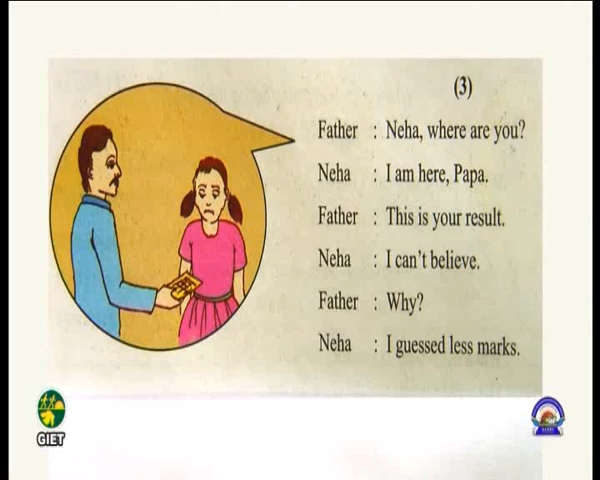 (3)
Father : Neha, where are you?
Neha : I am here, Papa.
Father : This is your result.
Neha : I can't believe.
Father : Why?
Neha : I guessed less marks.
GIET